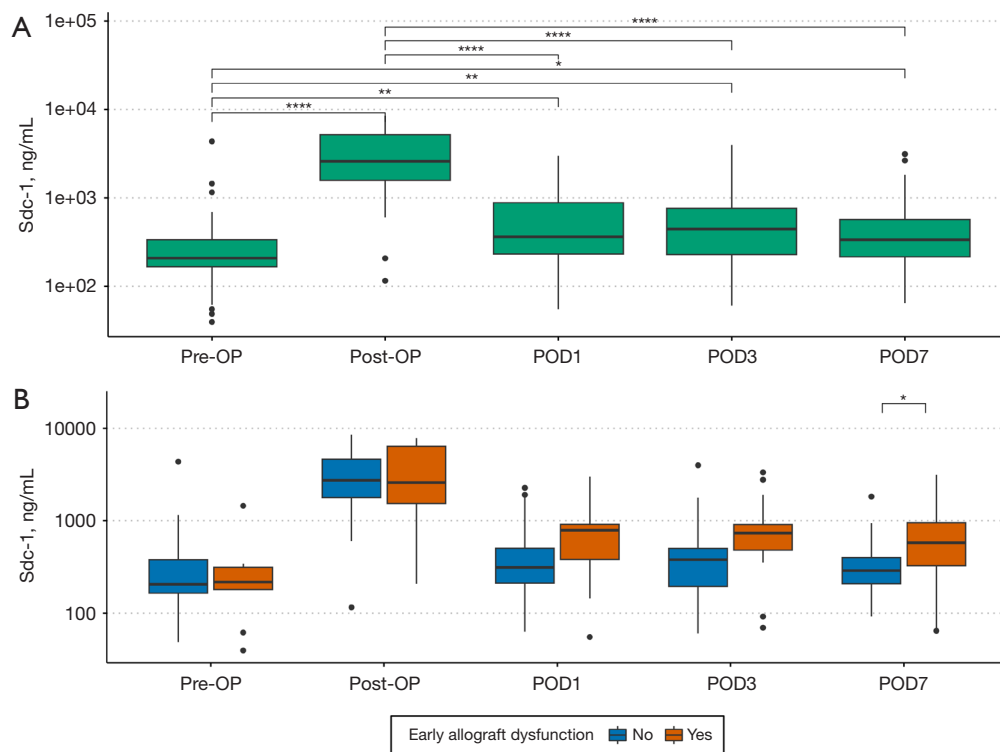 A
Sdc-1, ng/mL
1e+05
1e+04
1e+03
1e+02
****
****
****
*
**
**
****
Pre-OP Post-OP POD1 POD3 POD7
B
Sdc-1, ng/mL
10000
1000
100
*
Pre-OP Post-OP POD1 POD3 POD7
Early allograft dysfunction No Yes